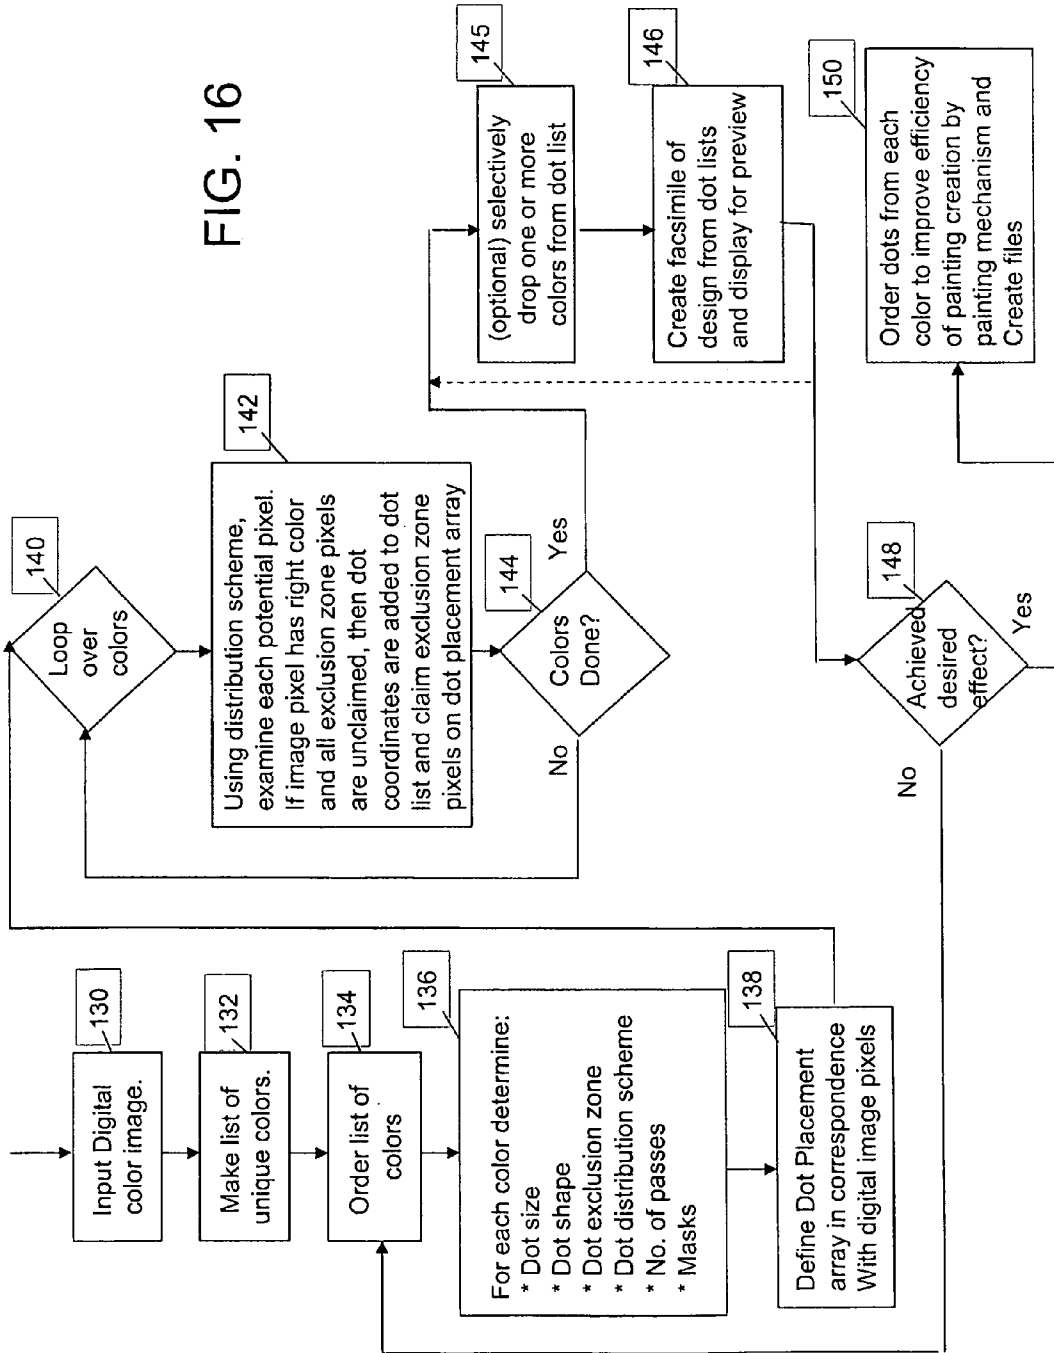 FIG. 16
130
Input Digital
color image.
132
Make list of
unique colors.
134
Order list of
colors
136
For each color determine:
* Dot size
* Dot shape
* Dot exclusion zone
* Dot distribution scheme
* No. of passes
* Masks
138
Define Dot Placement
array in correspondence
With digital image pixels
140
Loop
over
colors
142
Using distribution scheme,
examine each potential pixel.
If image pixel has right color
and all exclusion zone pixels
are unclaimed, then dot
coordinates are added to dot
list and claim exclusion zone
pixels on dot placement array
144
Colors
Done?
No
Yes
145
(optional) selectively
drop one or more
colors from dot list
146
Create facsimile of
design from dot lists
and display for preview
148
Achieved
desired
effect?
No
Yes
150
Order dots from each
color to improve efficiency
of painting creation by
painting mechanism and
Create files